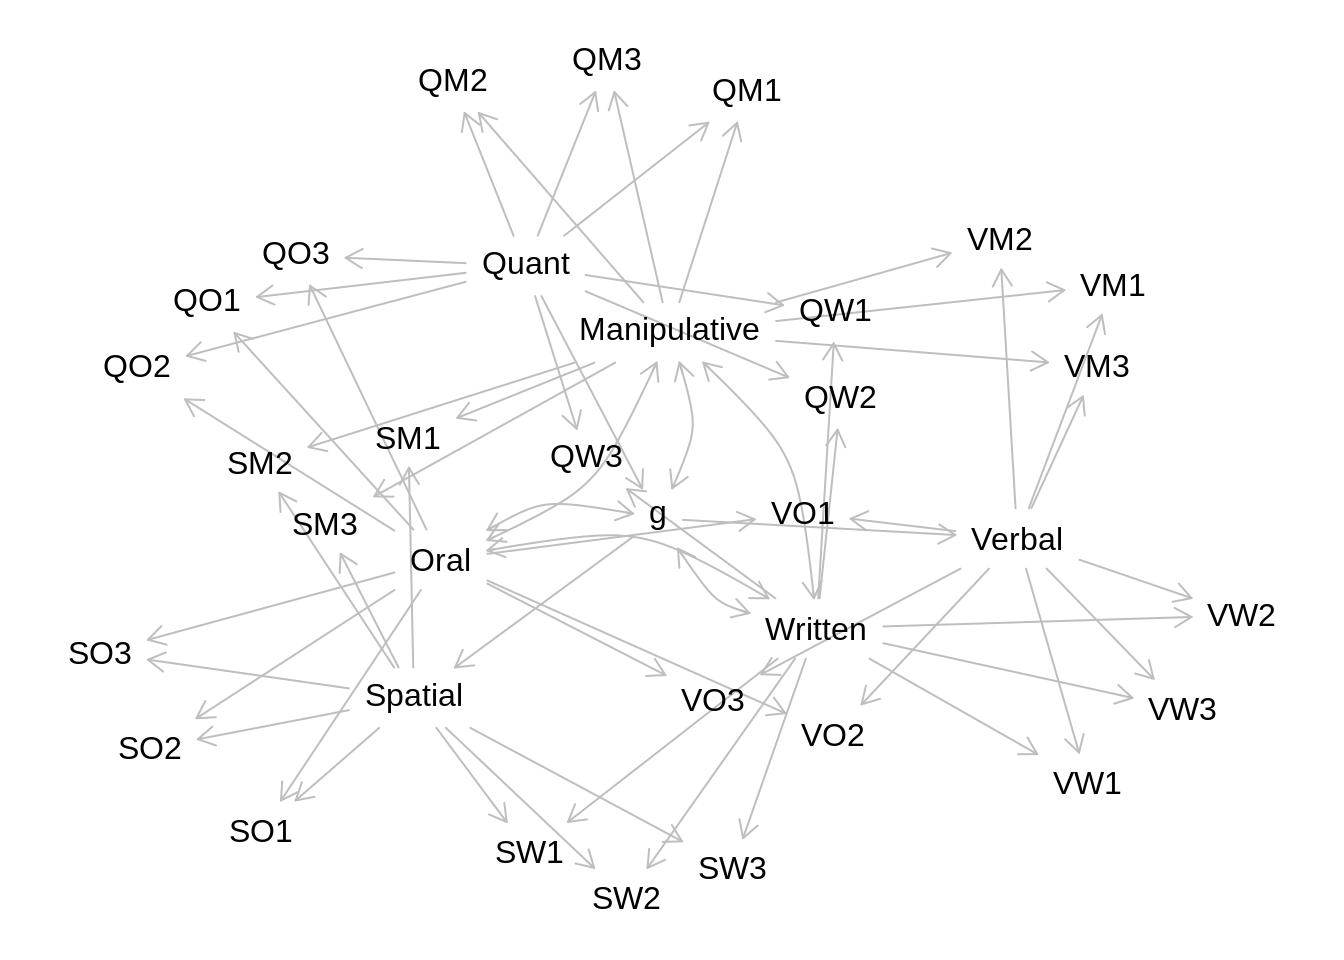 QM3
QM2
QM1
VM2
QO3
Quant
VM1
QO1
QW1
Manipulative
QO2
VM3
QW2
SM1
QW3
SM2
g
VO1
SM3
Verbal
Oral
VW2
Written
SO3
Spatial
VO3
VW3
VO2
SO2
VW1
SO1
SW1
SW3
SW2